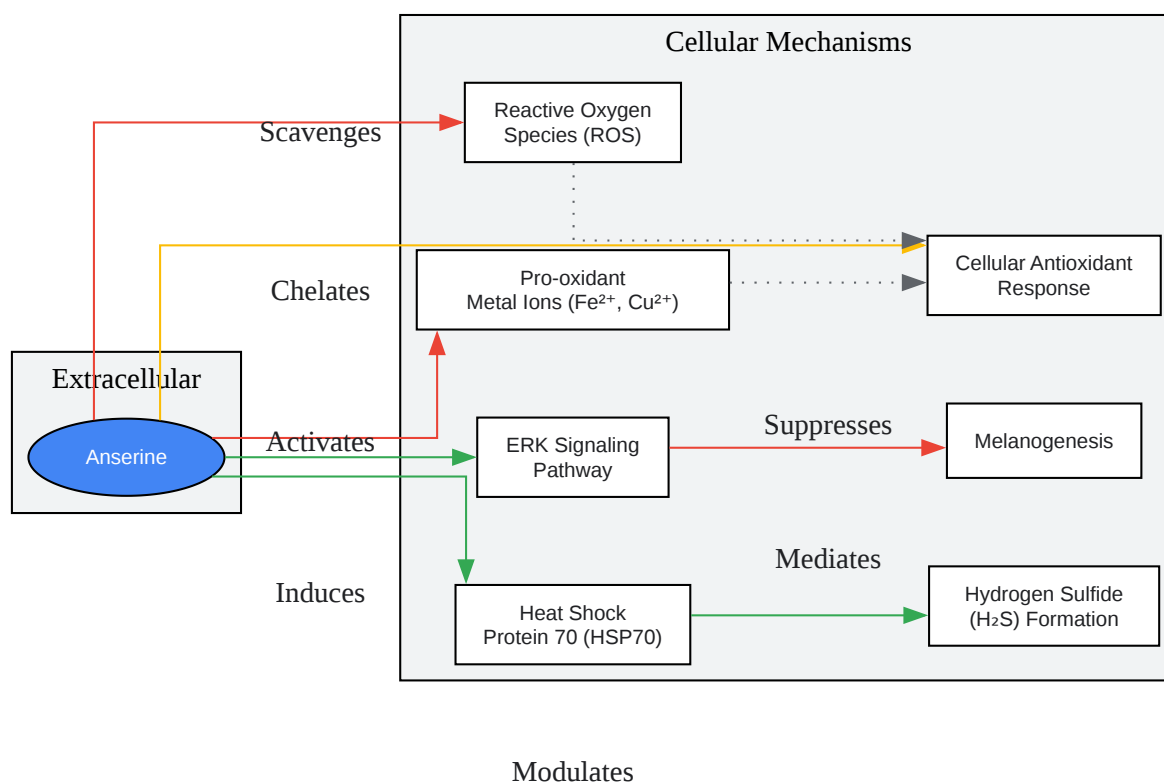 Cellular Mechanisms
Reactive Oxygen
Species (ROS)
Scavenges
Cellular Antioxidant
Response
Pro-oxidant
Metal Ions (Fe²⁺, Cu²⁺)
Chelates
Extracellular
Anserine
Activates
ERK Signaling
Pathway
Suppresses
Melanogenesis
Induces
Heat Shock
Protein 70 (HSP70)
Mediates
Hydrogen Sulfide
(H₂S) Formation
Modulates